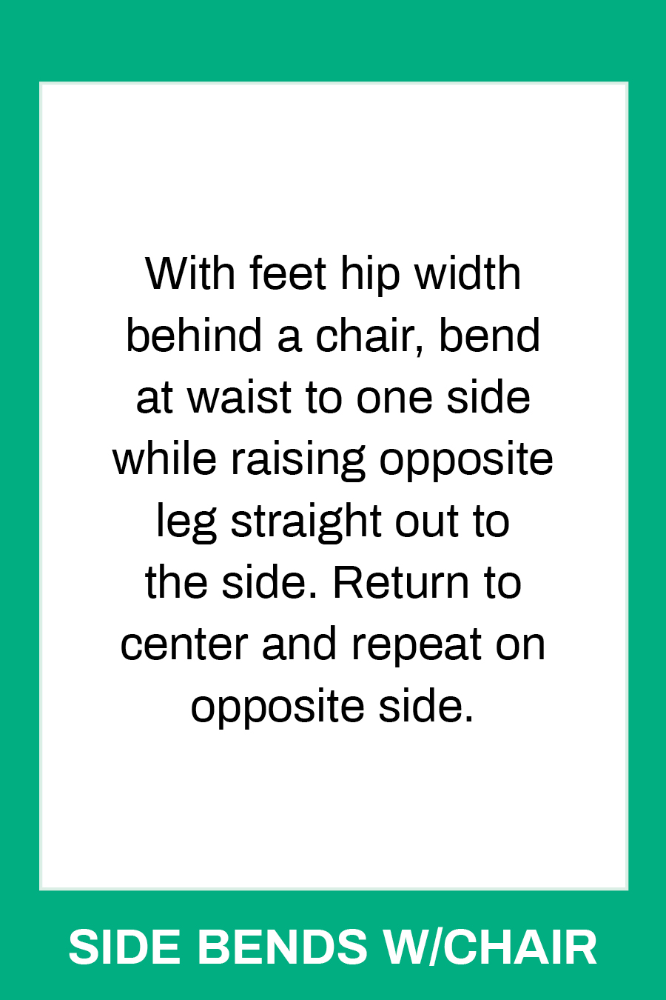 With feet hip width
behind a chair, bend
at waist to one side
while raising opposite
leg straight out to
the side. Return to
center and repeat on
opposite side.
SIDE BENDS W/CHAIR